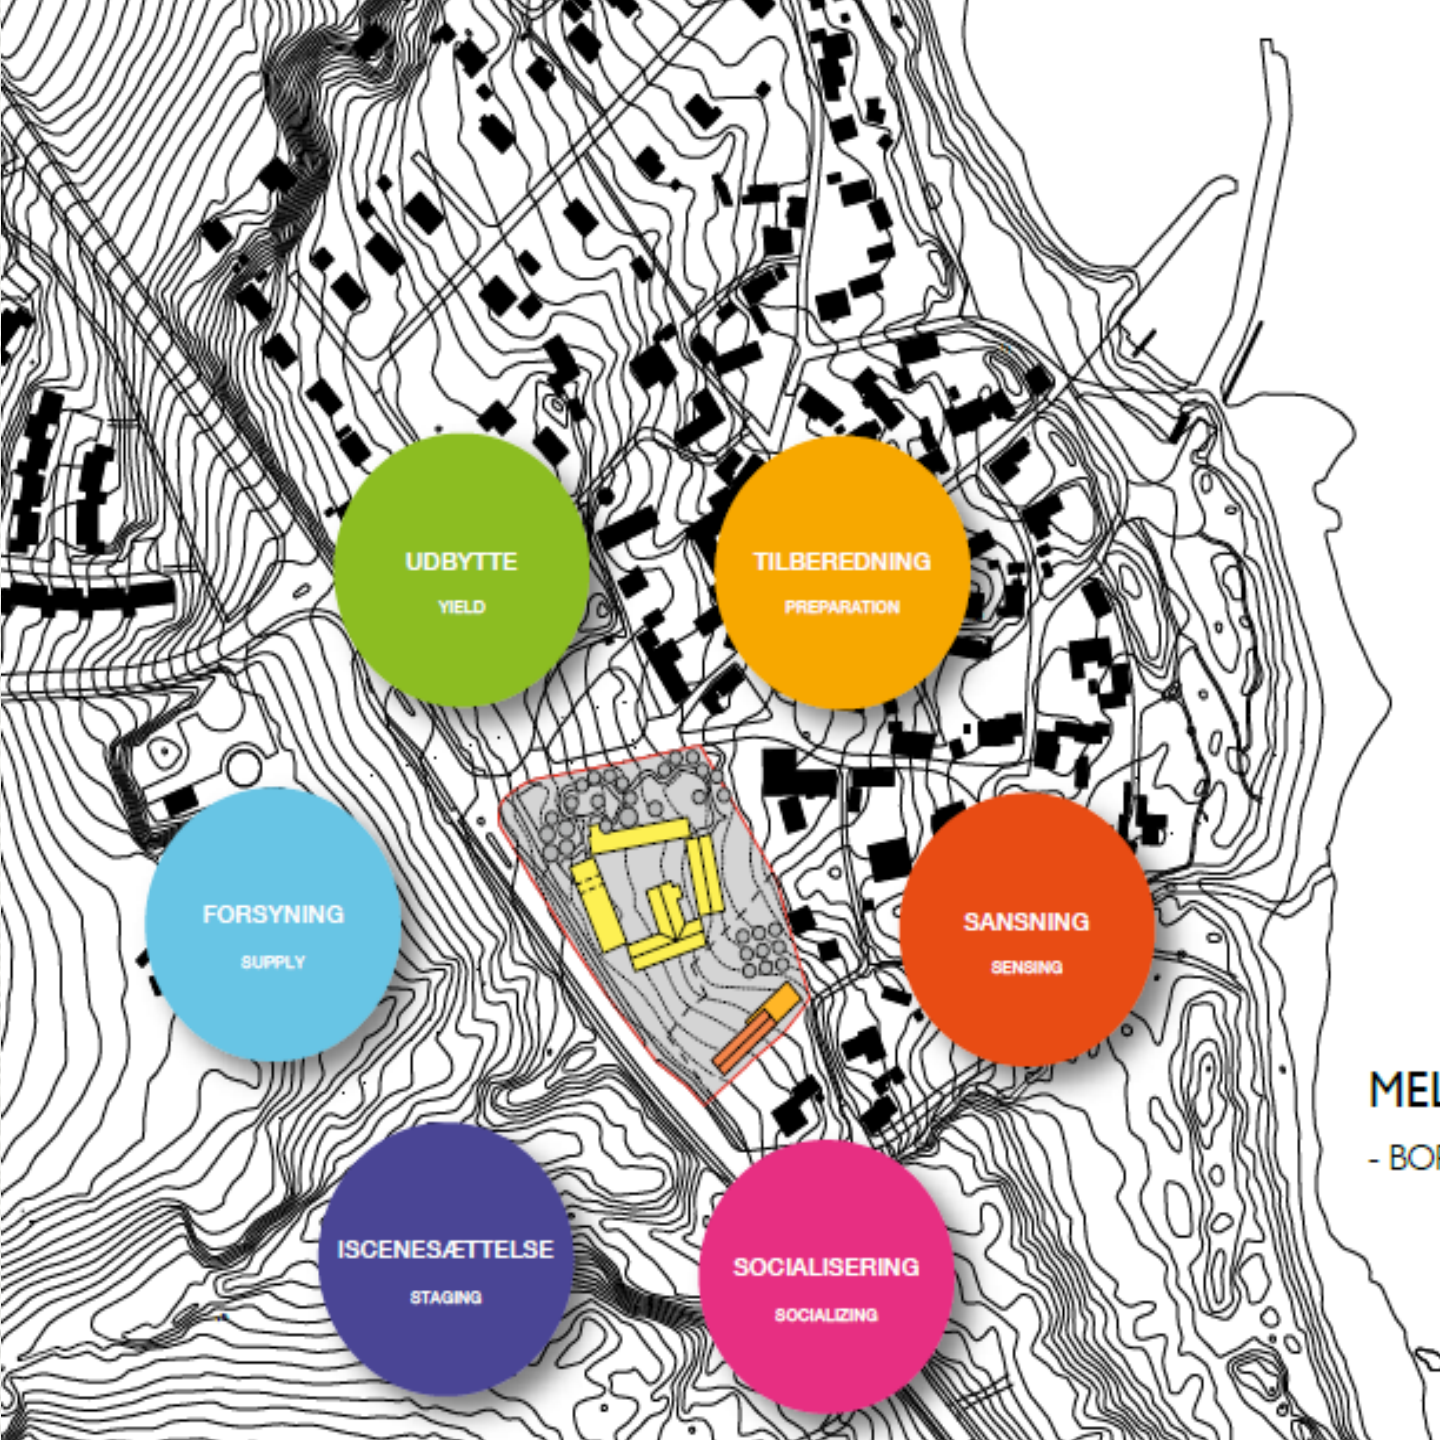 UDBYTTE
YIELD
TILBEREDNING
PREPARATION
FORSYNING
SUPPLY
SANSNING
SENSING
ISCENESÆTTELSE
STAGING
SOCIALISERING
SOCIALIZING